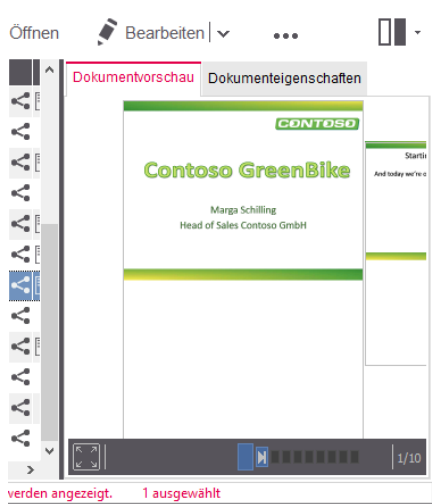 Öffnen Bearbeiten
Dokumentvorschau Dokumenteigenschaften
CONTOSO
Contoso GreenBike
Marga Schilling
Head of Sales Contoso GmbH
And today we're
1/10
werden angezeigt. 1 ausgewählt